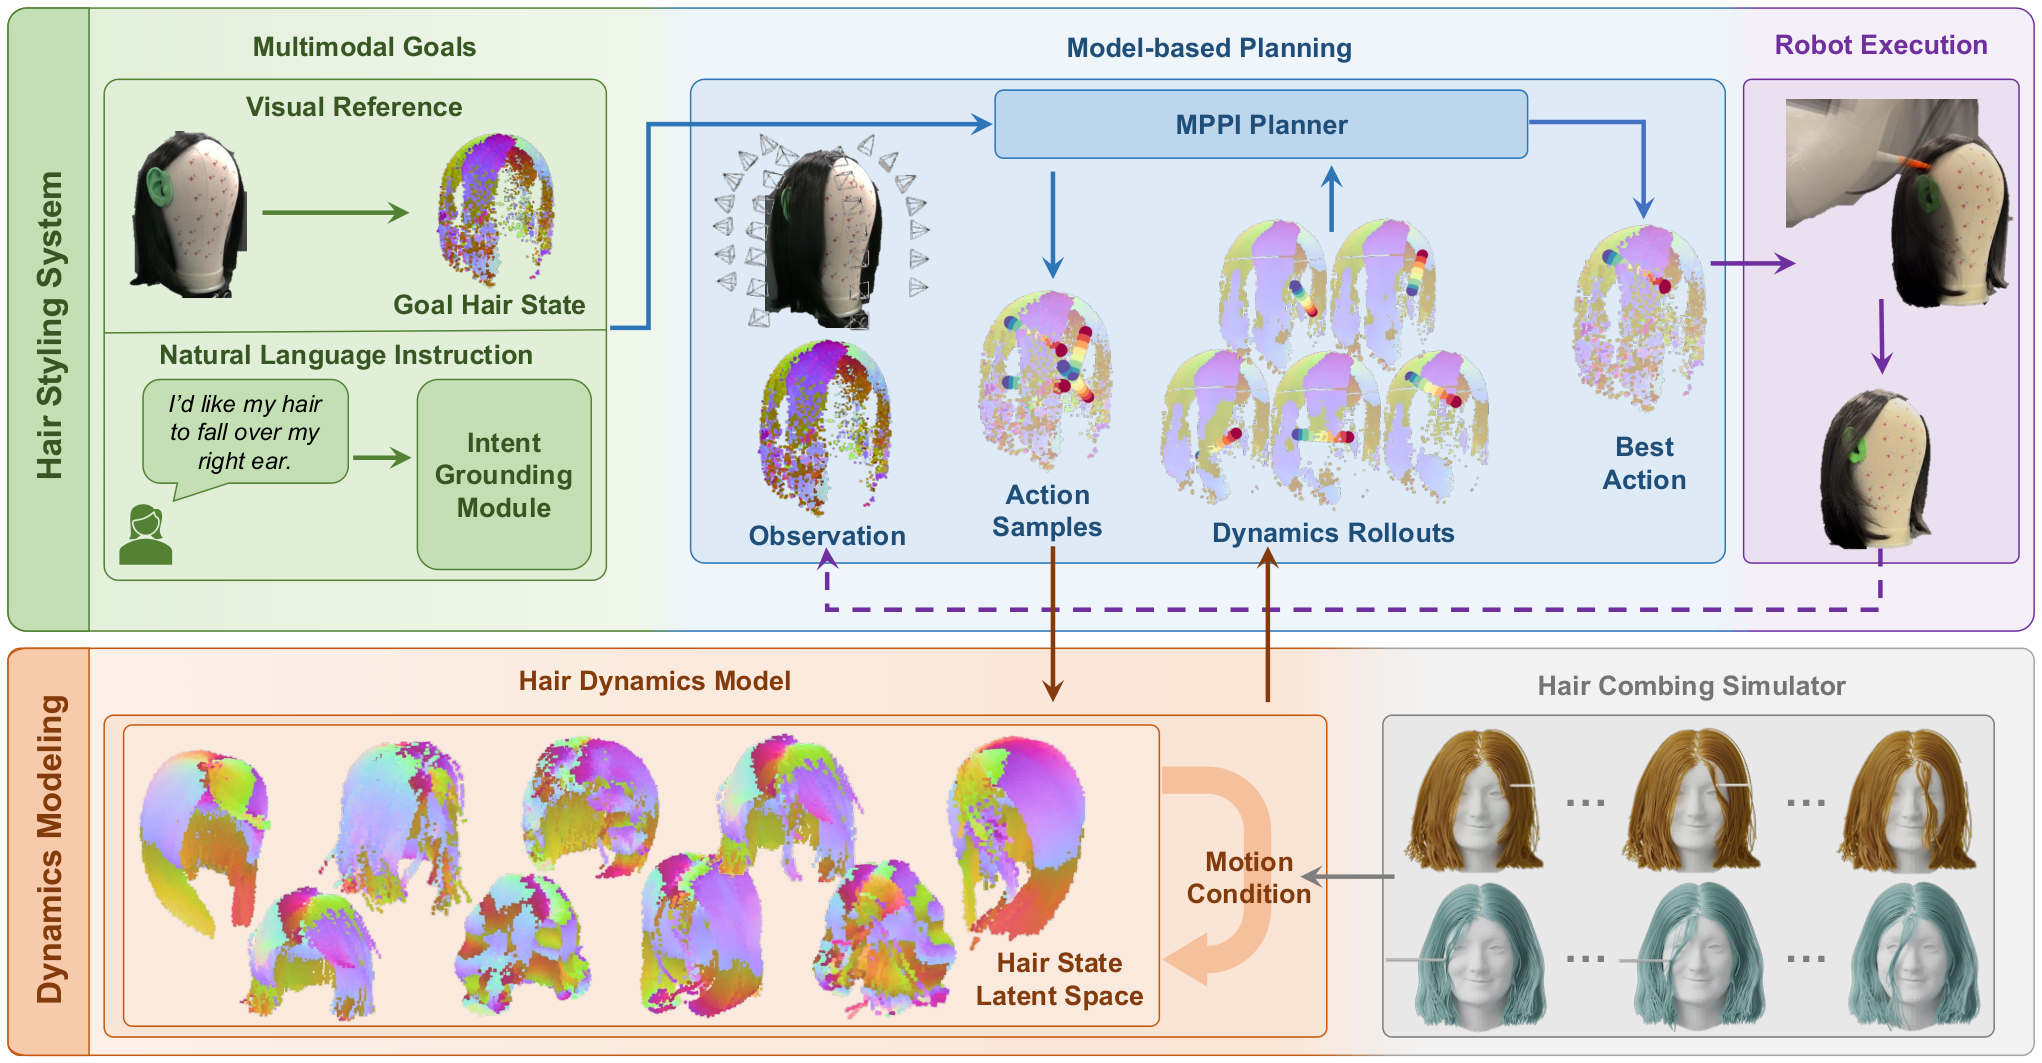 Hair Styling System
Multimodal Goals
Visual Reference
Goal Hair State
Natural Language Instruction
I’d like my hair
to fall over my
right ear.
Intent
Grounding
Module
Model-based Planning
MPPI Planner
Observation
Action
Samples
Dynamics Rollouts
Best
Action
Robot Execution
Dynamics Modeling
Hair Dynamics Model
Hair State
Latent Space
Motion
Condition
Hair Combing Simulator
...
...
...
...